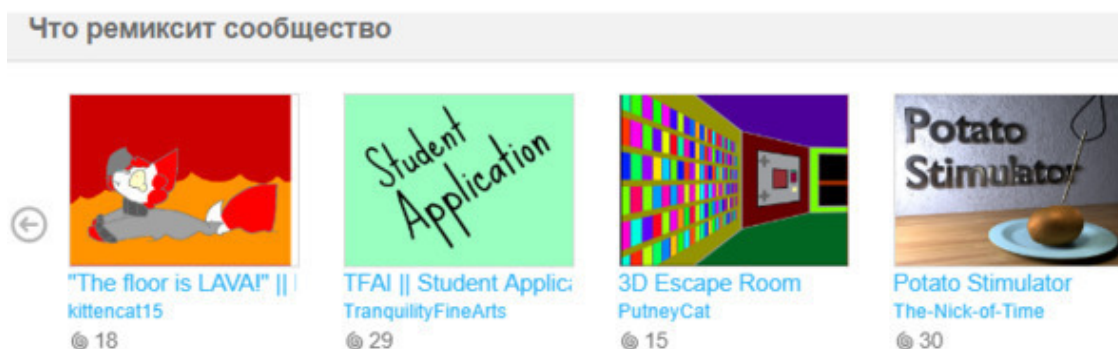 Что ремиксит сообщество
Student
Application
Potato
Stimulator
"The floor is LAVA!" ||
TFAI || Student Applic
3D Escape Room
Potato Stimulator
kittencat15
TranquilityFineArts
PutneyCat
The-Nick-of-Time
18
29
15
30